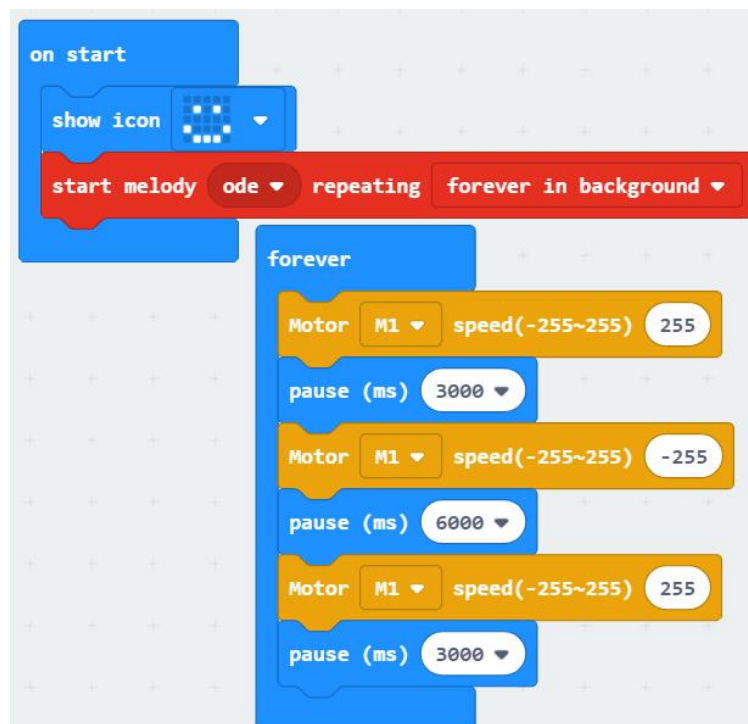 on start
show icon
start melody ode repeating forever in background
forever
Motor M1 speed(-255~255) 255
pause (ms) 3000
Motor M1 speed(-255~255) -255
pause (ms) 6000
Motor M1 speed(-255~255) 255
pause (ms) 3000